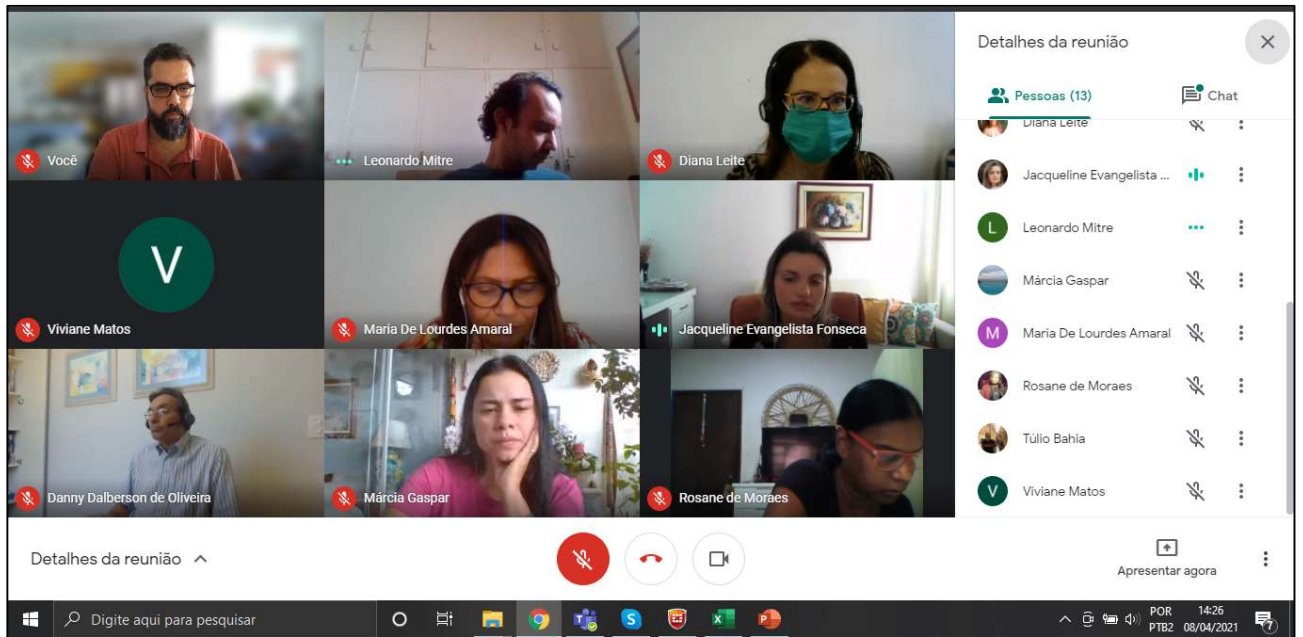 Você
Leonardo Mitre
Diana Leite
V
Viviane Matos
Maria De Lourdes Amaral
Jacqueline Evangelista Fonseca
Danny Dalberson de Oliveira
Márcia Gaspar
Rosane de Moraes
Detalhes da reunião
Pessoas (13)
Chat
Diana Leite
Jacqueline Evangelista ...
L Leonardo Mitre
Márcia Gaspar
M Maria De Lourdes Amaral
Rosane de Moraes
Túlio Bahia
V Viviane Matos
Detalhes da reunião
Apresentar agora
Digite aqui para pesquisar
POR
PTB2
14:26
08/04/2021
7